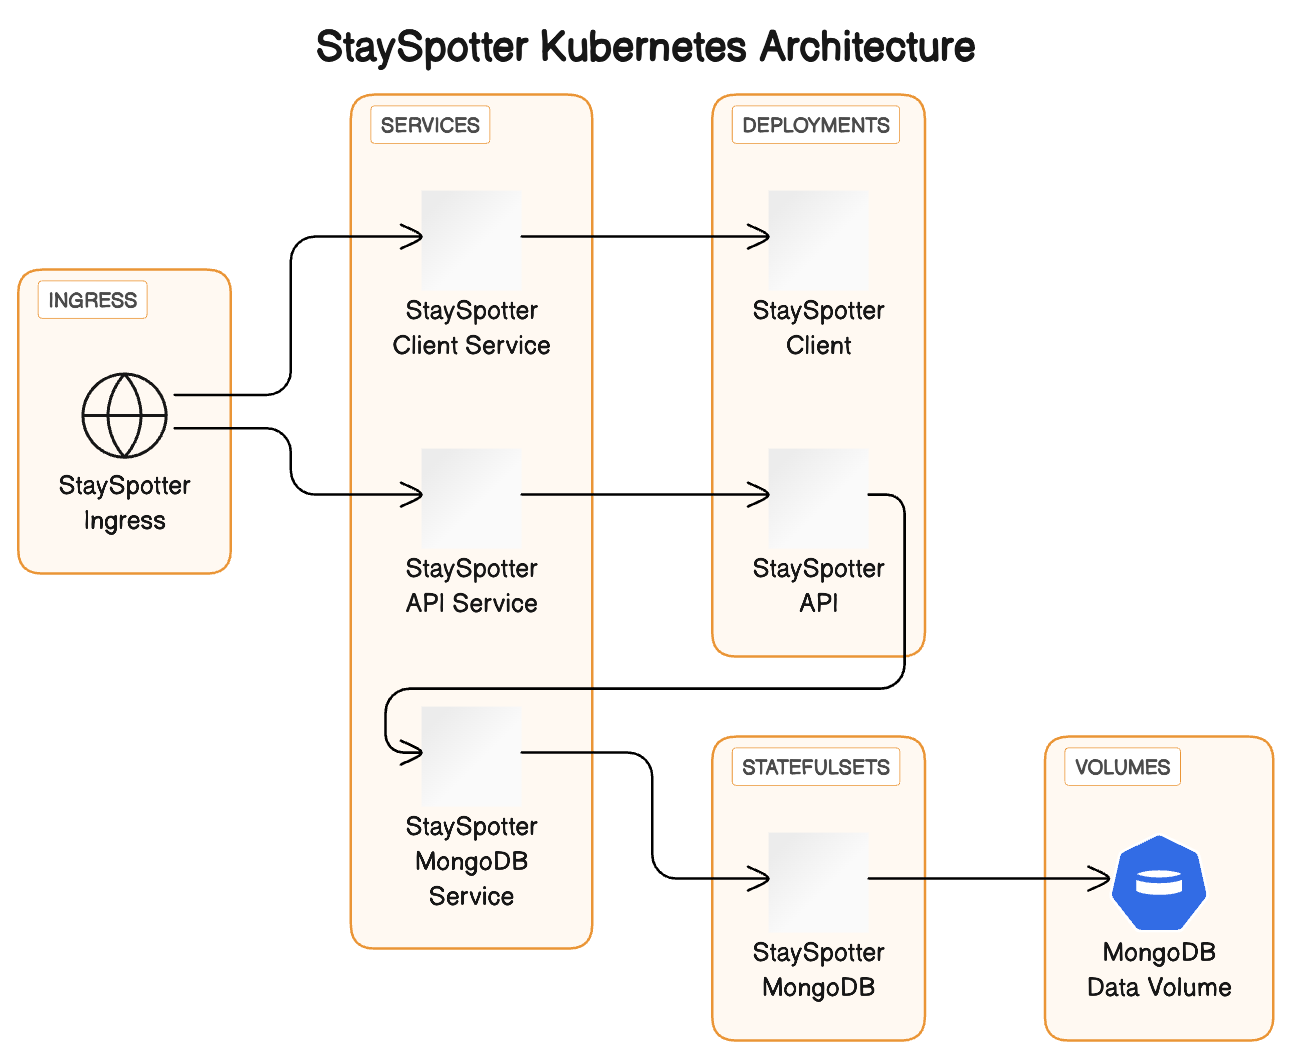 StaySpotter Kubernetes Architecture
INGRESS
StaySpotter
Ingress
SERVICES
StaySpotter
Client Service
StaySpotter
API Service
StaySpotter
MongoDB
Service
DEPLOYMENTS
StaySpotter
Client
StaySpotter
API
STATEFULSETS
StaySpotter
MongoDB
VOLUMES
MongoDB
Data Volume